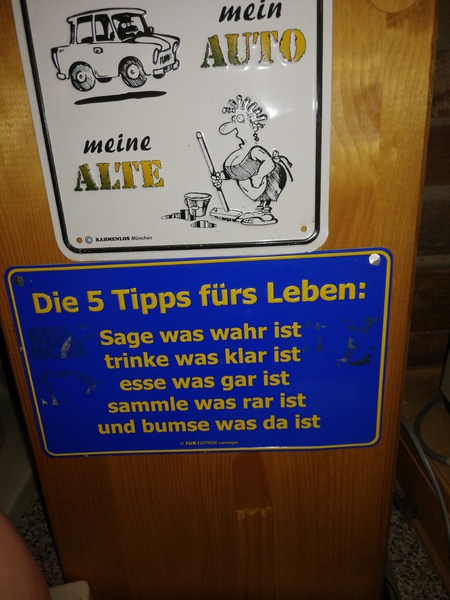 mein
AUTO
meine
ALTE
© RAHMENLOS München
Die 5 Tipps fürs Leben:
Sage was wahr ist
trinke was klar ist
esse was gar ist
sammle was rar ist
und bumse was da ist